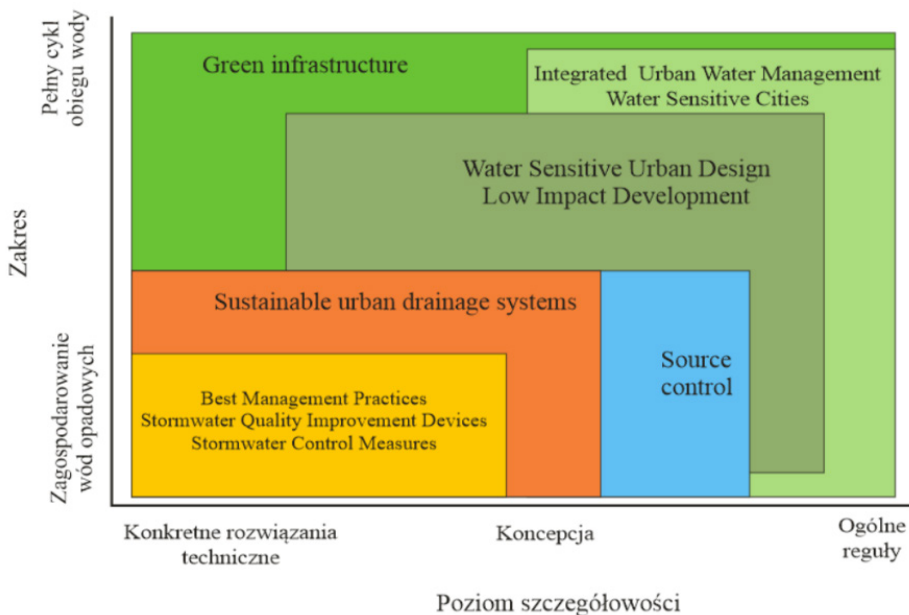 Pełny cykl
obiegu wody
Green infrastructure
Integrated Urban Water Management
Water Sensitive Cities
Water Sensitive Urban Design
Low Impact Development
Zakres
Sustainable urban drainage systems
Source
control
Zagospodarowanie
wód opadowych
Best Management Practices
Stormwater Quality Improvement Devices
Stormwater Control Measures
Konkretne rozwiązania
techniczne
Koncepcja
Ogólne
reguły
Poziom szczegółowości